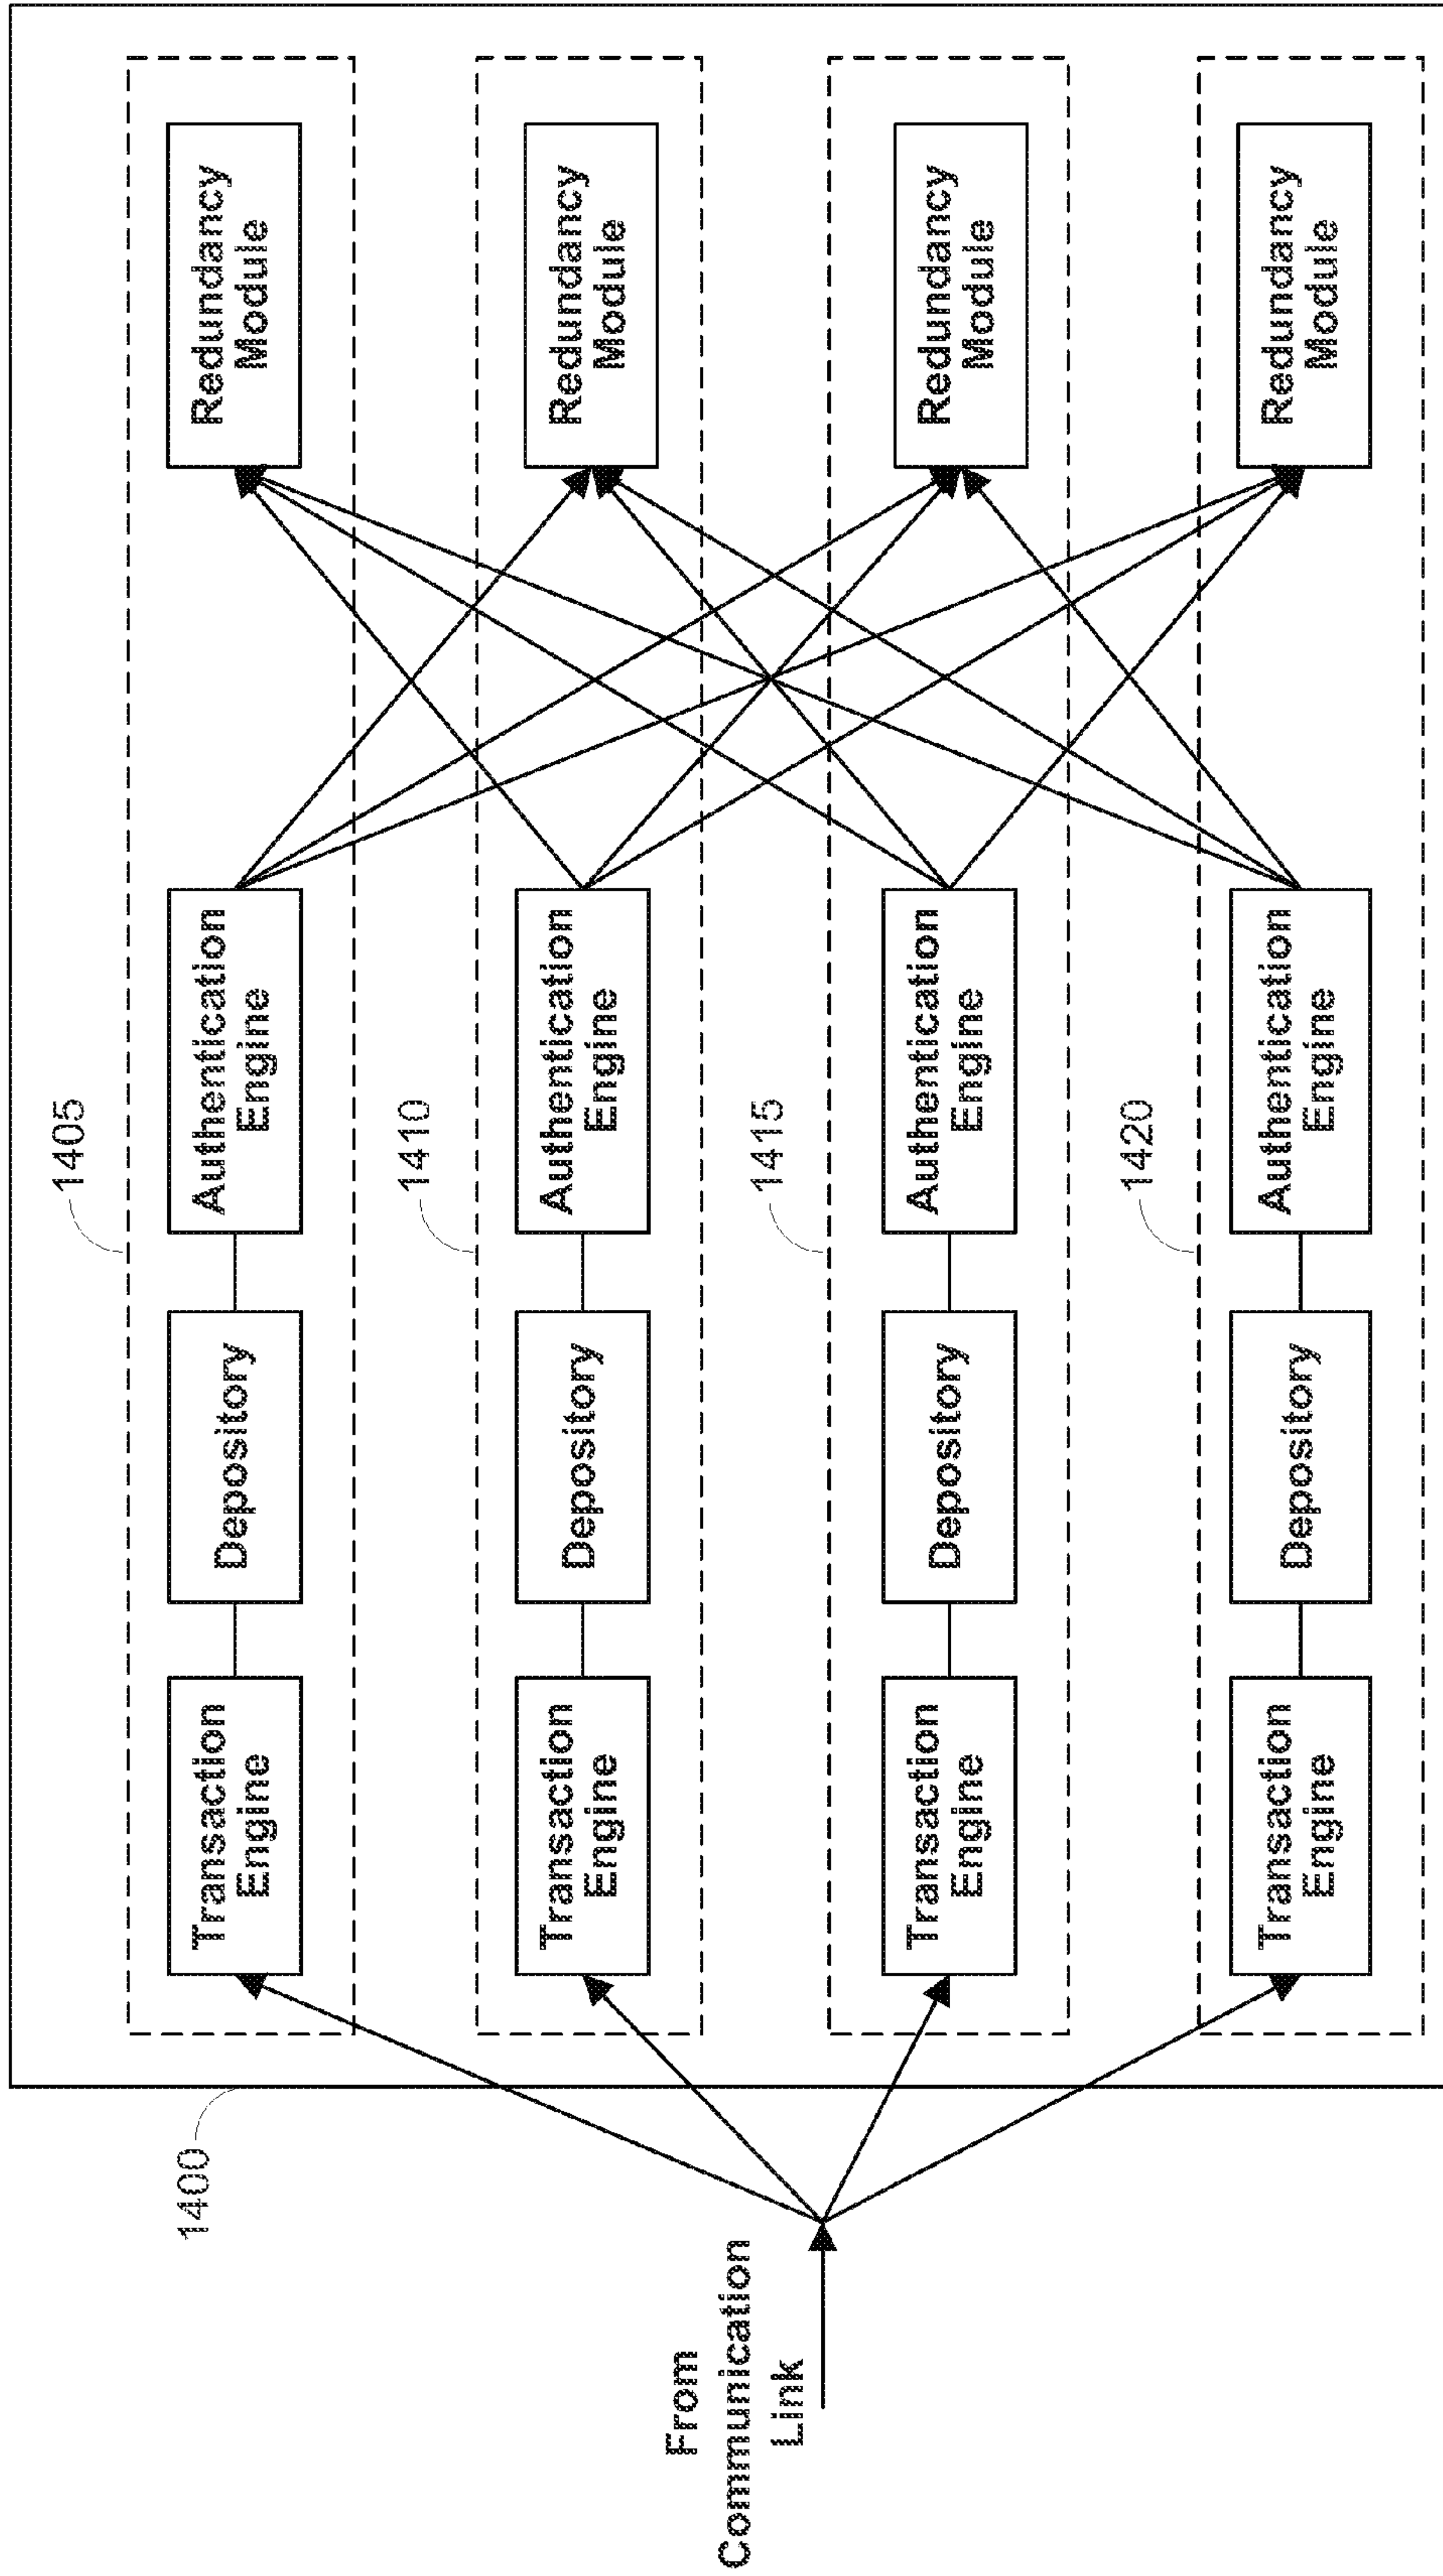 1400
From
Communication
Link
1405
Transaction
Engine
Depository
Authentication
Engine
Redundancy
Module
1410
Transaction
Engine
Depository
Authentication
Engine
Redundancy
Module
1415
Transaction
Engine
Depository
Authentication
Engine
Redundancy
Module
1420
Transaction
Engine
Depository
Authentication
Engine
Redundancy
Module